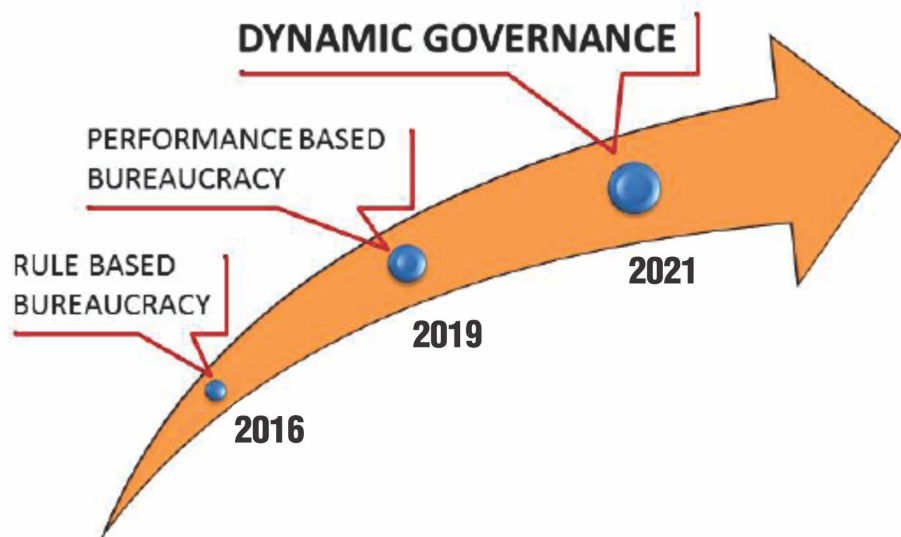 DYNAMIC GOVERNANCE
PERFORMANCE BASED
BUREAUCRACY
RULE BASED
BUREAUCRACY
2021
2019
2016